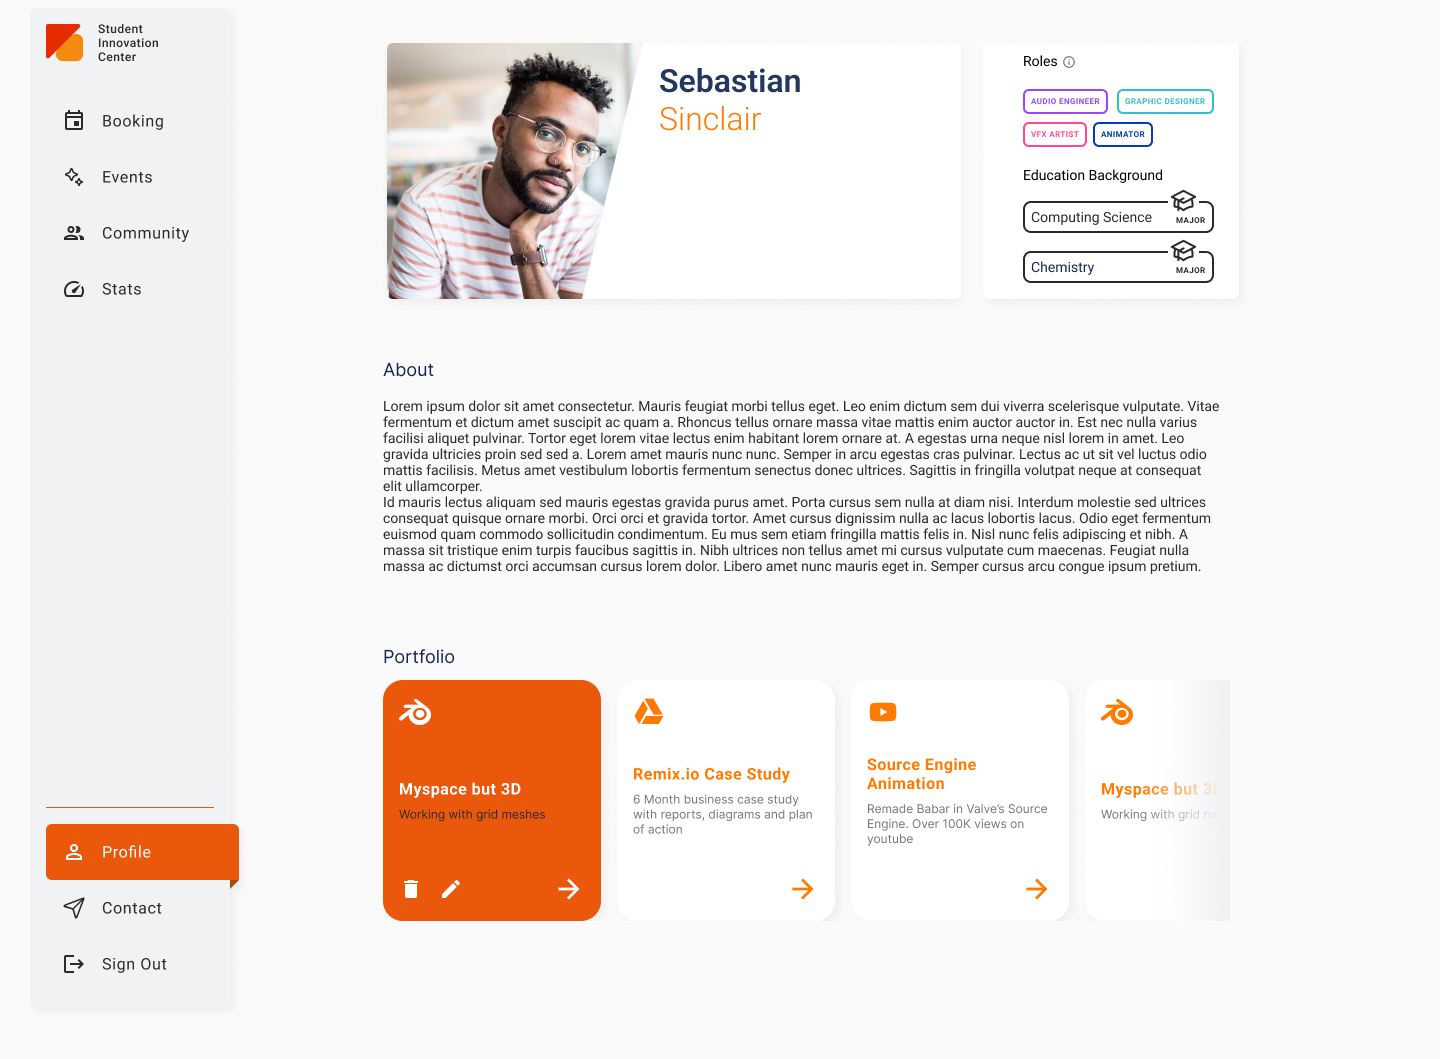 Student
Innovation
Center
Booking
Events
Community
Stats
Profile
Contact
Sign Out
Sebastian
Sinclair
Roles
AUDIO ENGINEER
GRAPHIC DESIGNER
VFX ARTIST
ANIMATOR
Education Background
Computing Science
MAJOR
Chemistry
MAJOR
About
Lorem ipsum dolor sit amet consectetur. Mauris feugiat morbi tellus eget. Leo enim dictum sem dui viverra scelerisque vulputate. Vitae
fermentum et dictum amet suscipit ac quam a. Rhoncus tellus ornare massa vitae mattis enim auctor auctor in. Est nec nulla varius
facilisi aliquet pulvinar. Tortor eget lorem vitae lectus enim habitant lorem ornare at. A egestas urna neque nisl lorem in amet. Leo
gravida ultricies proin sed sed a. Lorem amet mauris nunc nunc. Semper in arcu egestas cras pulvinar. Lectus ac ut sit vel luctus odio
mattis facilisis. Metus amet vestibulum lobortis fermentum senectus donec ultrices. Sagittis in fringilla volutpat neque at consequat
elit ullamcorper.
Id mauris lectus aliquam sed mauris egestas gravida purus amet. Porta cursus sem nulla at diam nisi. Interdum molestie sed ultrices
consequat quisque ornare morbi. Orci orci et gravida tortor. Amet cursus dignissim nulla ac lacus lobortis lacus. Odio eget fermentum
euismod quam commodo sollicitudin condimentum. Eu mus sem etiam fringilla mattis felis in. Nisl nunc felis adipiscing et nibh. A
massa sit tristique enim turpis faucibus sagittis in. Nibh ultrices non tellus amet mi cursus vulputate cum maecenas. Feugiat nulla
massa ac dictumst orci accumsan cursus lorem dolor. Libero amet nunc mauris eget in. Semper cursus arcu congue ipsum pretium.
Portfolio
Myspace but 3D
Working with grid meshes
Remix.io Case Study
6 Month business case study
with reports, diagrams and plan
of action
Source Engine
Animation
Remade Babar in Valve's Source
Engine. Over 100K views on
youtube
Myspace but 3D
Working with grid me